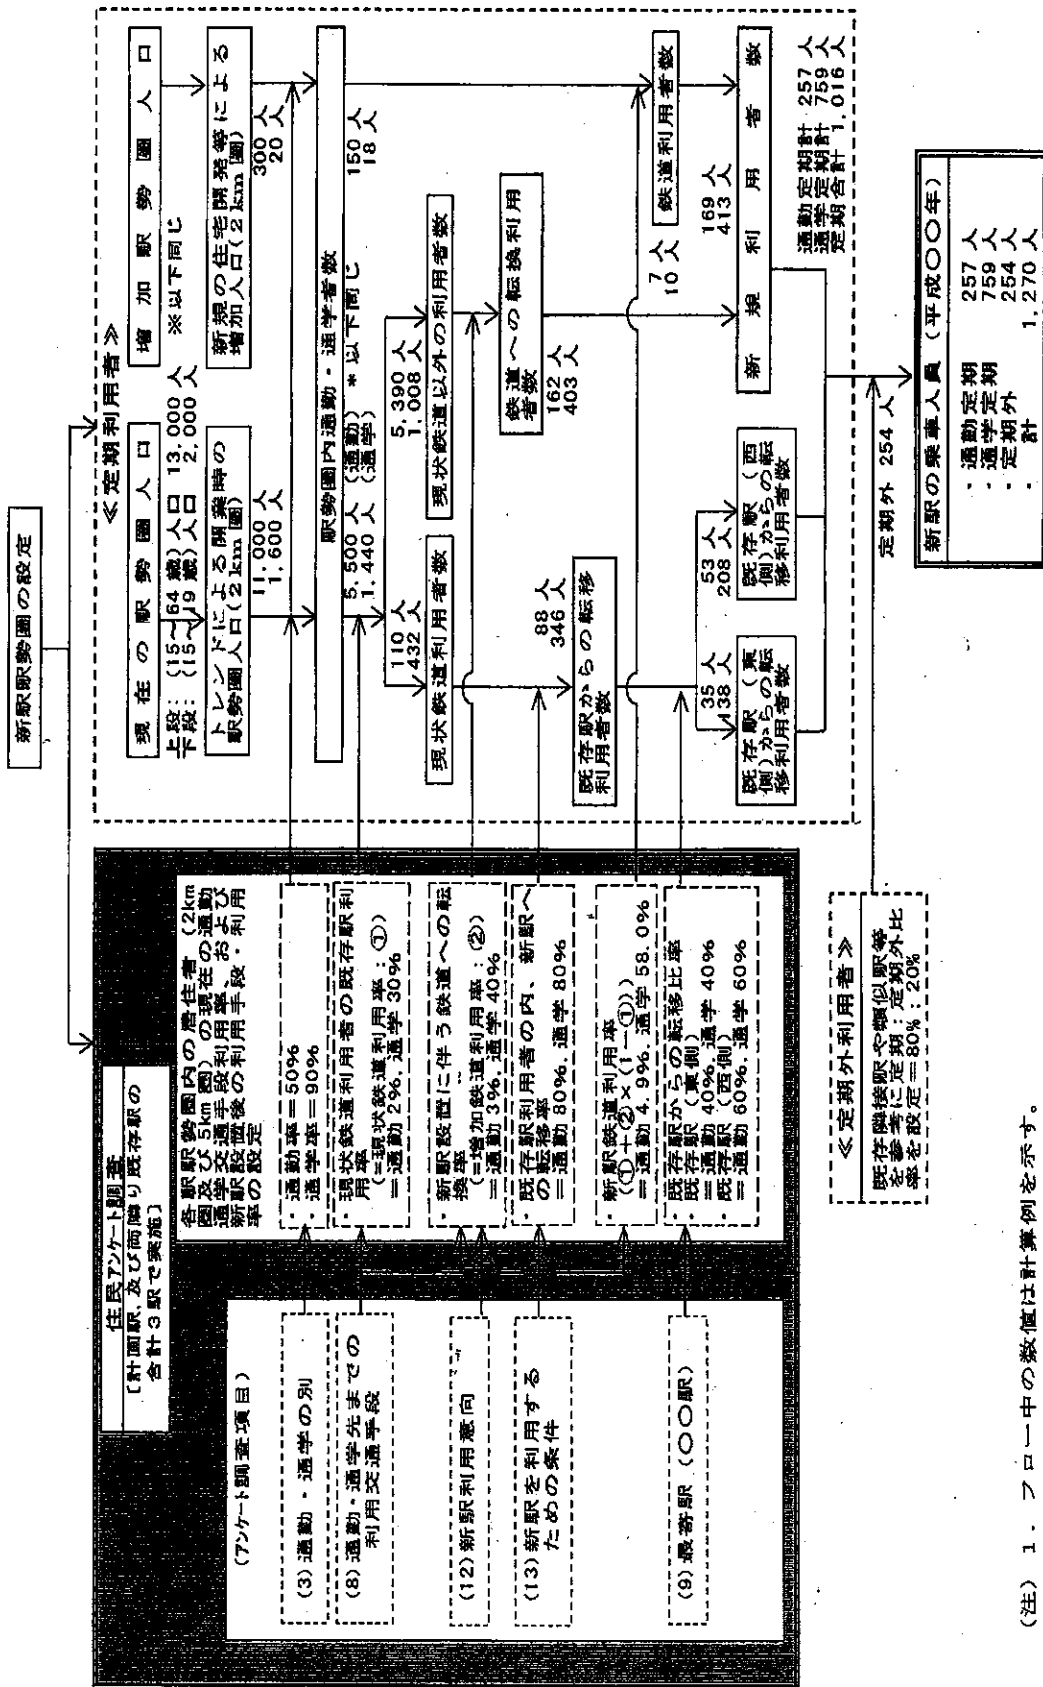 新駅駅勢圏の設定
住民アンケート調査
［計画駅、及び両隣り既存駅の
合計3駅で実施］
(アンケート調査項目)
(3)通勤・通学の別
(8)通勤・通学先までの
利用交通手段
(12)新駅利用意向
(13)新駅を利用する
ための条件
(9)最寄駅(〇〇駅)
各駅駅勢圏内の居住者(2km
圏及び5km圏)の現在の通勤
通学交通手段利用率、および
新駅設置後の利用手段・利用
率の設定
・通勤率=50%
・通学率=90%
・現状鉄道利用者の既存駅利
用率
(=現状鉄道利用率:①)
=通勤2%、通学30%
・新駅設置に伴う鉄道への転
換率
(=増加鉄道利用率:②)
=通勤3%、通学40%
・既存駅利用者の内、新駅へ
の転移率
=通勤80%、通学80%
・新駅鉄道利用率
(①+②×(1-①))
=通勤4.9%、通学58.0%
・既存駅からの転移比率
・既存駅(東側)
=通勤40%、通学40%
・既存駅(西側)
=通勤60%、通学60%
≪定期外利用者≫
既存隣接駅や類似駅等
を参考に定期、定期外比
率を設定=80%:20%
≪定期利用者≫
現在の駅勢圏人口
上段:(15～64歳)人口 13,000人
下段:(15～19歳)人口 2,000人
※以下同じ
増加駅勢圏人口
トレンドによる開業時の
駅勢圏人口(2km圏)
11,000人
1,600人
新規の住宅開発等による
増加人口(2km圏)
300人
20人
駅勢圏内通勤・通学者数
5,500人(通勤)*以下同じ
1,440人(通学)
150人
18人
110人
432人
5,390人
1,008人
現状鉄道利用者数
現状鉄道以外の利用者数
鉄道への転換利用
者数
162人
403人
88人
346人
既存駅からの転移
利用者数
鉄道利用者数
7人
10人
35人
138人
53人
208人
既存駅(東
側)からの転
移利用者数
既存駅(西
側)からの転
移利用者数
169人
413人
新規利用者数
通勤定期計 257人
通学定期計 759人
定期合計 1,016人
定期外 254人
新駅の乗車人員(平成〇〇年)
・通勤定期 257人
・通学定期 759人
・定期外 254人
・計 1,270人
(注) 1. フロー中の数値は計算例を示す。